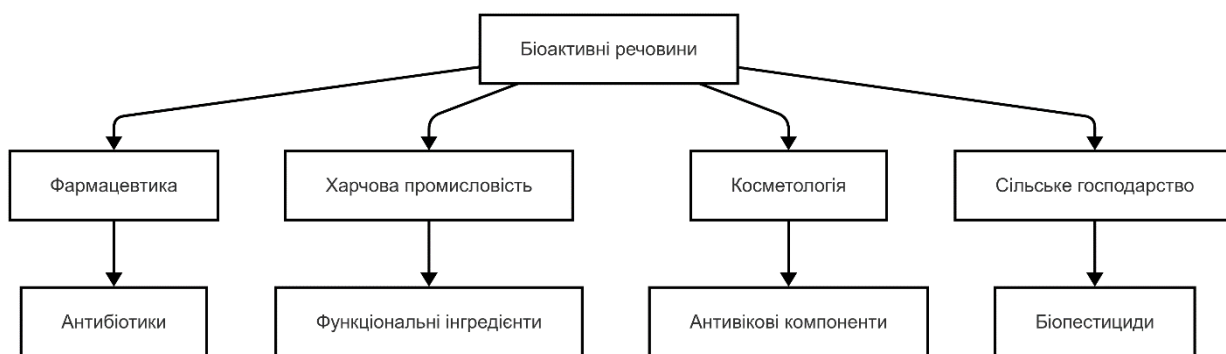 Біоактивні речовини
Фармацевтика
Харчова промисловість
Косметологія
Сільське господарство
Антибіотики
Функціональні інгредієнти
Антивікові компоненти
Біопестициди